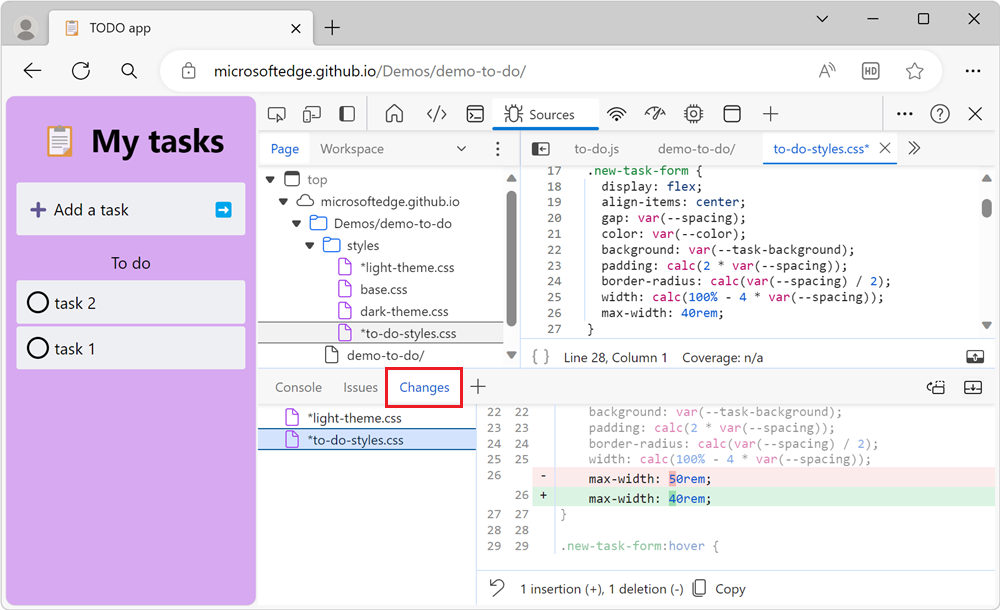 TODO app
microsoftedge.github.io/Demos/demo-to-do/
A))
HD
My tasks
Add a task
To do
task 2
task 1
Sources
Page
Workspace
top
microsoftedge.github.io
Demos/demo-to-do
styles
*light-theme.css
base.css
dark-theme.css
*to-do-styles.css
demo-to-do/
to-do.js
demo-to-do/
to-do-styles.css*
17 .new-task-form {
18 display: flex;
19 align-items: center;
20 gap: var(--spacing);
21 color: var(--color);
22 background: var(--task-background);
23 padding: calc(2 * var(--spacing));
24 border-radius: calc(var(--spacing) / 2);
25 width: calc(100% - 4 * var(--spacing));
26 max-width: 40rem;
27 }
{ } Line 28, Column 1 Coverage: n/a
Console Issues Changes
*light-theme.css
*to-do-styles.css
22 22 background: var(--task-background);
23 23 padding: calc(2 * var(--spacing));
24 24 border-radius: calc(var(--spacing) / 2);
25 25 width: calc(100% - 4 * var(--spacing));
26 - max-width: 50rem;
26 + max-width: 40rem;
27 27 }
28 28
29 29 .new-task-form:hover {
1 insertion (+), 1 deletion (-) Copy